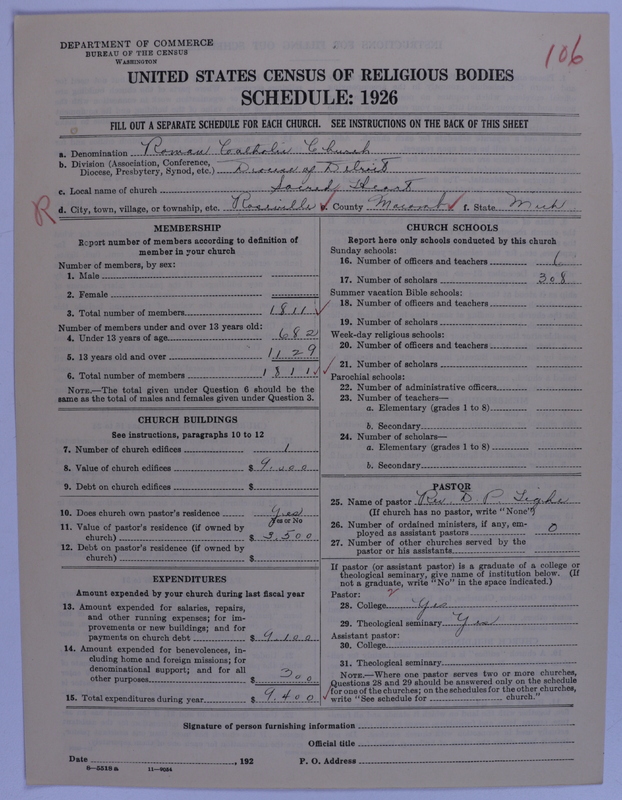 DEPARTMENT OF COMMERCE
BUREAU OF THE CENSUS
WASHINGTON
106
UNITED STATES CENSUS OF RELIGIOUS BODIES
SCHEDULE: 1926
FILL OUT A SEPARATE SCHEDULE FOR EACH CHURCH. SEE INSTRUCTIONS ON THE BACK OF THIS SHEET
a. Denomination Roman Catholic Church
b. Division (Association, Conference, Diocese, Presbytery, Synod, etc.) Diocese of Detroit
c. Local name of church Sacred Heart
R d. City, town, village, or township, etc. Roseville e. County Macomb f. State Mich
MEMBERSHIP
Report number of members according to definition of
member in your church
Number of members, by sex:
1. Male
2. Female
3. Total number of members 1811
Number of members under and over 13 years old:
4. Under 13 years of age 682
5. 13 years old and over 1129
6. Total number of members 1811
NOTE.—The total given under Question 6 should be the
same as the total of males and females given under Question 3.
CHURCH BUILDINGS
See instructions, paragraphs 10 to 12
7. Number of church edifices 1
8. Value of church edifices $ 9,000
9. Debt on church edifices $
10. Does church own pastor's residence Yes
Yes or No
11. Value of pastor's residence (if owned by
church) $ 3,500
12. Debt on pastor's residence (if owned by
church) $
EXPENDITURES
Amount expended by your church during last fiscal year
13. Amount expended for salaries, repairs,
and other running expenses; for im-
provements or new buildings; and for
payments on church debt $ 9,100
14. Amount expended for benevolences, in-
cluding home and foreign missions; for
denominational support; and for all
other purposes $ 300
15. Total expenditures during year $ 9,400
CHURCH SCHOOLS
Report here only schools conducted by this church
Sunday schools:
16. Number of officers and teachers 6
17. Number of scholars 308
Summer vacation Bible schools:
18. Number of officers and teachers
19. Number of scholars
Week-day religious schools:
20. Number of officers and teachers
21. Number of scholars
Parochial schools:
22. Number of administrative officers
23. Number of teachers—
a. Elementary (grades 1 to 8)
b. Secondary
24. Number of scholars—
a. Elementary (grades 1 to 8)
b. Secondary
PASTOR
25. Name of pastor Rev. D. P. Tighe
(If church has no pastor, write "None")
26. Number of ordained ministers, if any, em-
ployed as assistant pastors 0
27. Number of other churches served by the
pastor or his assistants
If pastor (or assistant pastor) is a graduate of a college or
theological seminary, give name of institution below. (If
not a graduate, write "No" in the space indicated.)
Pastor:
28. College Yes
29. Theological seminary Yes
Assistant pastor:
30. College
31. Theological seminary
NOTE.—Where one pastor serves two or more churches,
Questions 28 and 29 should be answered only on the schedule
for one of the churches; on the schedules for the other churches,
write "See schedule for church."
Signature of person furnishing information
Official title
Date , 192 P. O. Address
8—5518a 11—9054